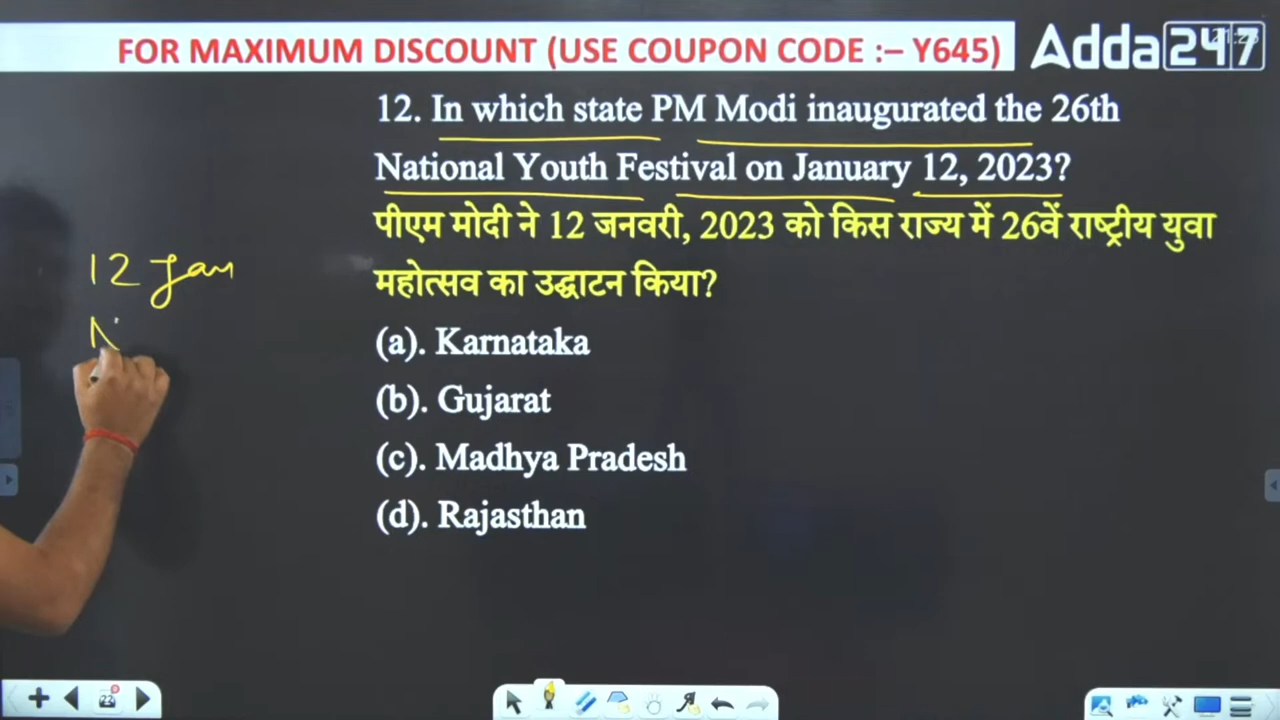 FOR MAXIMUM DISCOUNT (USE COUPON CODE :– Y645)
Adda247
12. In which state PM Modi inaugurated the 26th
National Youth Festival on January 12, 2023?
पीएम मोदी ने 12 जनवरी, 2023 को किस राज्य में 26वें राष्ट्रीय युवा
महोत्सव का उद्घाटन किया?
12 Jan
N
(a). Karnataka
(b). Gujarat
(c). Madhya Pradesh
(d). Rajasthan
22